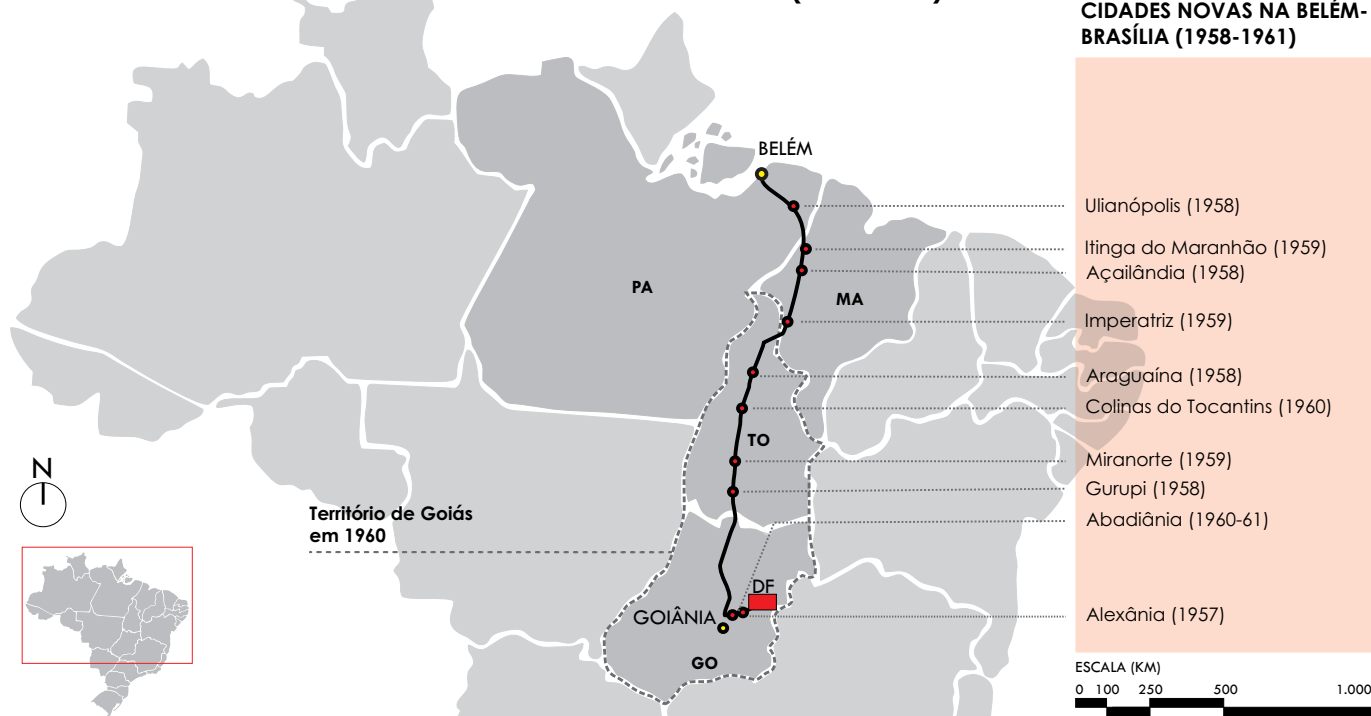 CIDADES NOVAS NA BELÉM-
BRASÍLIA (1958-1961)
BELÉM
Ulianópolis (1958)
Itinga do Maranhão (1959)
Açailândia (1958)
PA
MA
Imperatriz (1959)
Araguaína (1958)
Colinas do Tocantins (1960)
TO
Miranorte (1959)
N
Gurupi (1958)
Território de Goiás
em 1960
Abadiânia (1960-61)
DF
GOIÂNIA
Alexânia (1957)
GO
ESCALA (KM)
0 100 250 500 1.000